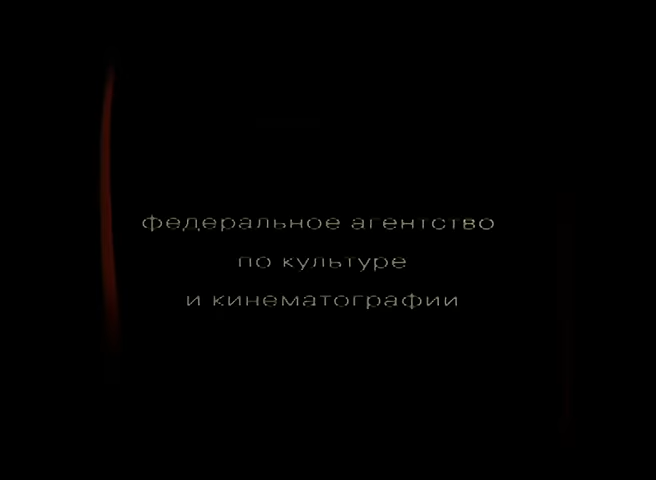 федеральное агентство
по культуре
и кинематографии